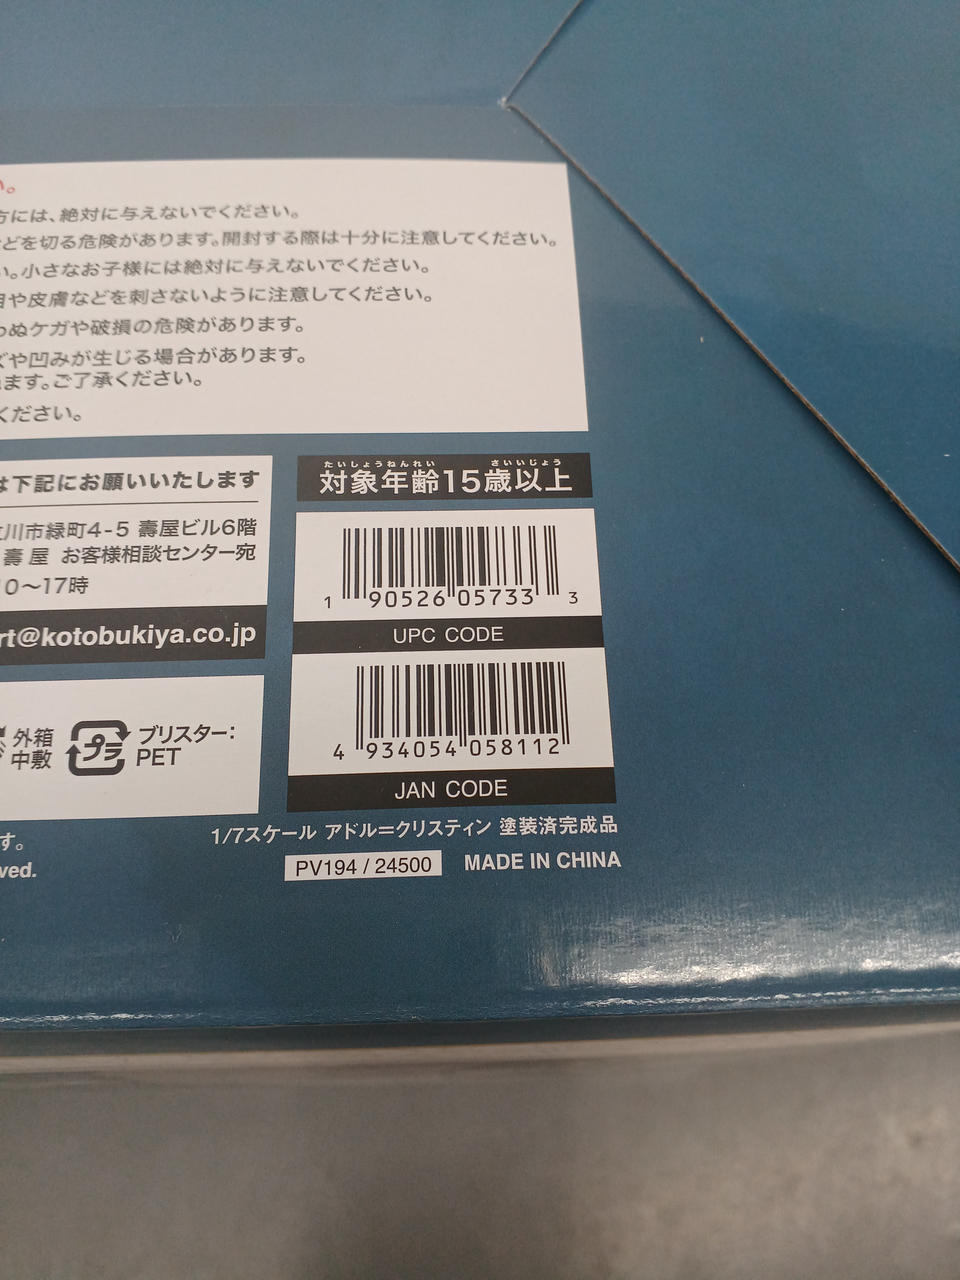 い。
方には、絶対に与えないでください。
などを切る危険があります。開封する際は十分に注意してください。
い。小さなお子様には絶対に与えないでください。
目や皮膚などを刺さないように注意してください。
わぬケガや破損の危険があります。
ズや凹みが生じる場合があります。
ます。ご了承ください。
ください。
は下記にお願いいたします
立川市緑町4-5 壽屋ビル6階
壽屋 お客様相談センター宛
10〜17時
rt@kotobukiya.co.jp
外箱
中敷
プラ
ブリスター:
PET
たいしょうねんれい さいいじょう
対象年齢15歳以上
1 90526 05733 3
UPC CODE
4 934054 058112
JAN CODE
す。
1/7スケール アドル=クリスティン 塗装済完成品
ved.
PV194 / 24500
MADE IN CHINA